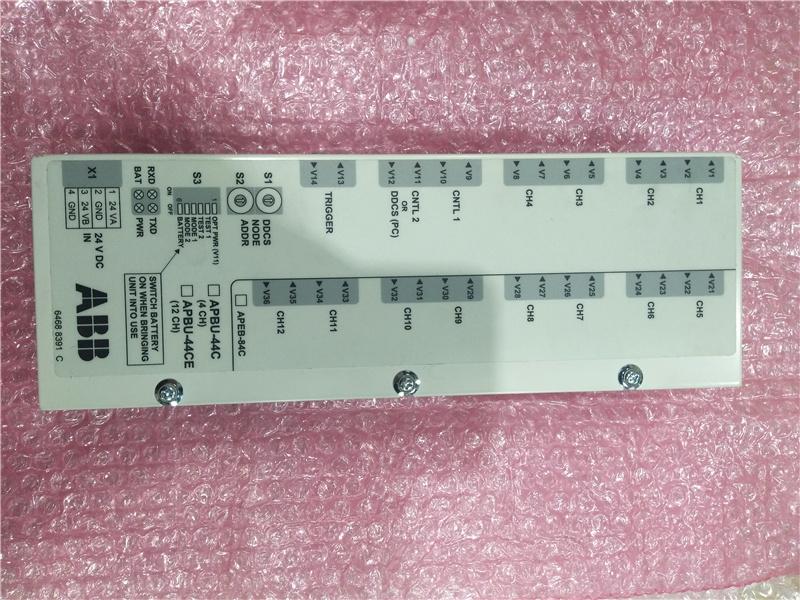 X1
1 24 VA
2 GND
3 24 VB
4 GND
24 V DC
IN
ABB
6468 8391 C
RXD
TXD
BAT
PWR
SWITCH BATTERY
ON WHEN BRINGING
UNIT INTO USE
S3
ON
OFF
1
6
OPT.PWR (V11)
TEST 1
TEST 2
MODE 1
MODE 2
BATTERY
APBU-44C
(4 CH)
APBU-44CE
(12 CH)
S1
S2
DDCS
NODE
ADDR
APEB-84C
V13
V14
TRIGGER
V33
V34
CH11
V35
V36
CH12
V9
V10
CNTL 1
V11
V12
CNTL 2
OR
DDCS (PC)
V29
V30
CH9
V31
V32
CH10
V5
V6
CH3
V7
V8
CH4
V25
V26
CH7
V27
V28
CH8
V1
V2
CH1
V3
V4
CH2
V21
V22
CH5
V23
V24
CH6